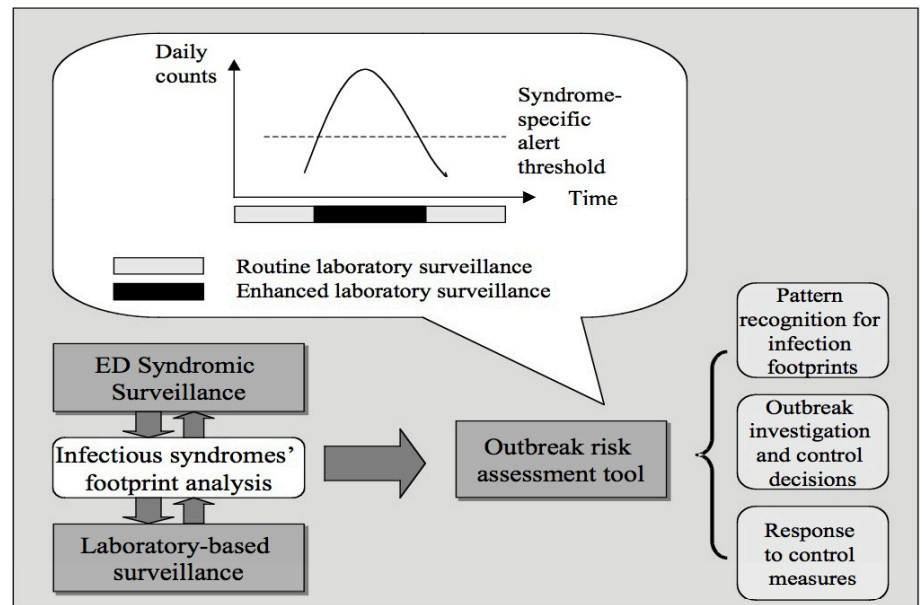 Daily
counts
Syndrome-
specific
alert
threshold
Time
Routine laboratory surveillance
Enhanced laboratory surveillance
ED Syndromic
Surveillance
Infectious syndromes’
footprint analysis
Laboratory-based
surveillance
Outbreak risk
assessment tool
Pattern
recognition for
infection
footprints
Outbreak
investigation
and control
decisions
Response
to control
measures